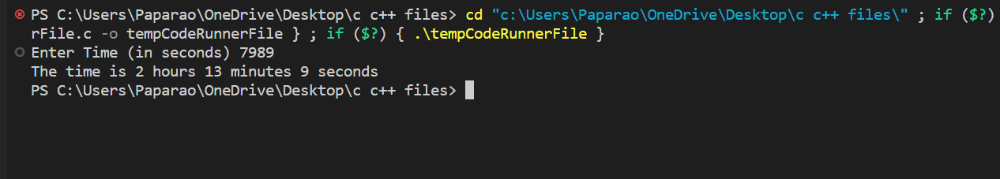 PS C:\Users\Paparao\OneDrive\Desktop\c c++ files> cd "c:\Users\Paparao\OneDrive\Desktop\c c++ files\" ; if ($?)
rFile.c -o tempCodeRunnerFile } ; if ($?) { .\tempCodeRunnerFile }
Enter Time (in seconds) 7989
The time is 2 hours 13 minutes 9 seconds
PS C:\Users\Paparao\OneDrive\Desktop\c c++ files>